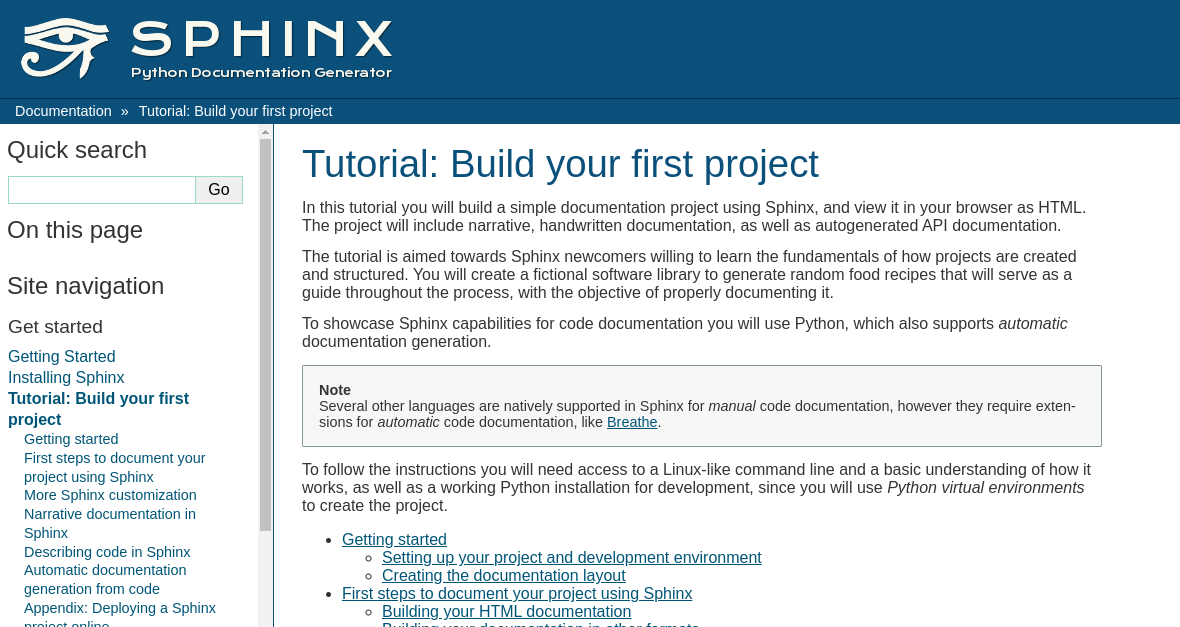 SPHINX
Python Documentation Generator
Documentation » Tutorial: Build your first project
Quick search
Go
On this page
Site navigation
Get started
Getting Started
Installing Sphinx
Tutorial: Build your first
project
Getting started
First steps to document your
project using Sphinx
More Sphinx customization
Narrative documentation in
Sphinx
Describing code in Sphinx
Automatic documentation
generation from code
Appendix: Deploying a Sphinx
project online
Tutorial: Build your first project
In this tutorial you will build a simple documentation project using Sphinx, and view it in your browser as HTML.
The project will include narrative, handwritten documentation, as well as autogenerated API documentation.
The tutorial is aimed towards Sphinx newcomers willing to learn the fundamentals of how projects are created
and structured. You will create a fictional software library to generate random food recipes that will serve as a
guide throughout the process, with the objective of properly documenting it.
To showcase Sphinx capabilities for code documentation you will use Python, which also supports automatic
documentation generation.
Note
Several other languages are natively supported in Sphinx for manual code documentation, however they require exten-
sions for automatic code documentation, like Breathe.
To follow the instructions you will need access to a Linux-like command line and a basic understanding of how it
works, as well as a working Python installation for development, since you will use Python virtual environments
to create the project.
• Getting started
◦ Setting up your project and development environment
◦ Creating the documentation layout
• First steps to document your project using Sphinx
◦ Building your HTML documentation
Building your documentation in other formats